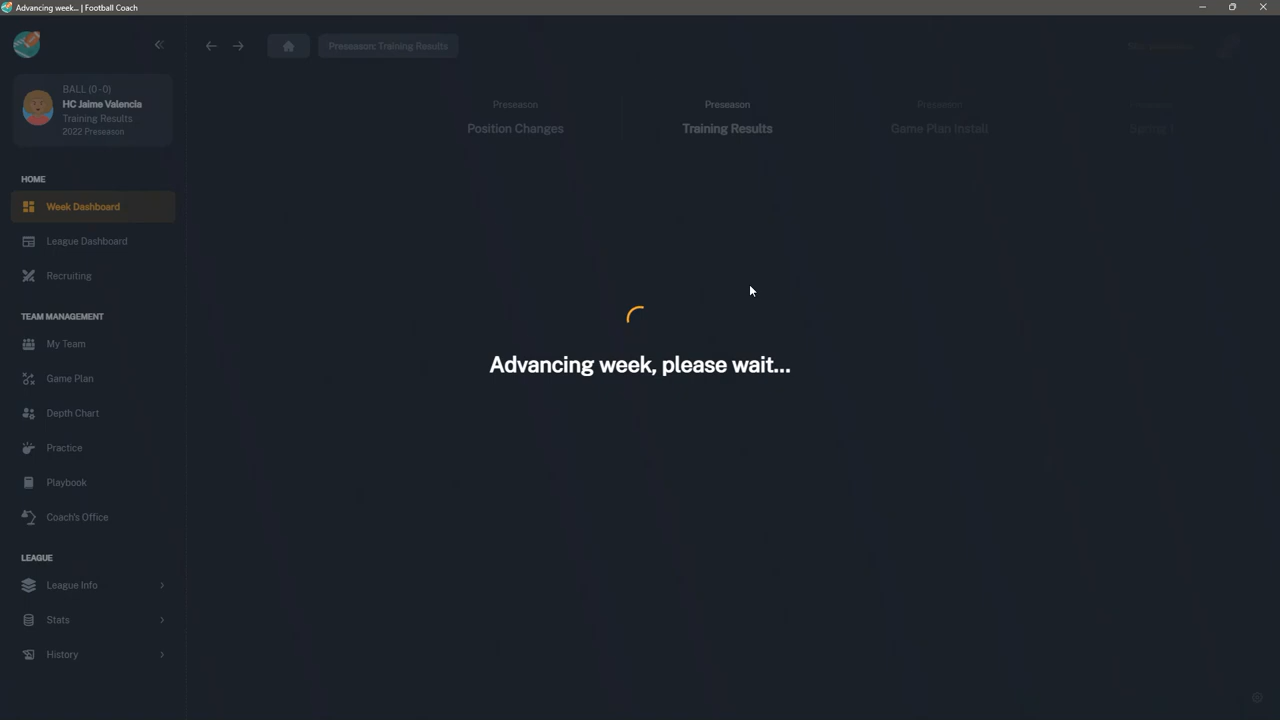 Advancing week... | Football Coach
BALL (0-0)
HC Jaime Valencia
Training Results
2022 Preseason
HOME
Week Dashboard
League Dashboard
Recruiting
TEAM MANAGEMENT
My Team
Game Plan
Depth Chart
Practice
Playbook
Coach's Office
LEAGUE
League Info
Stats
History
Preseason: Training Results
Preseason
Position Changes
Preseason
Training Results
Preseason
Game Plan Install
Preseason
Advancing week, please wait...